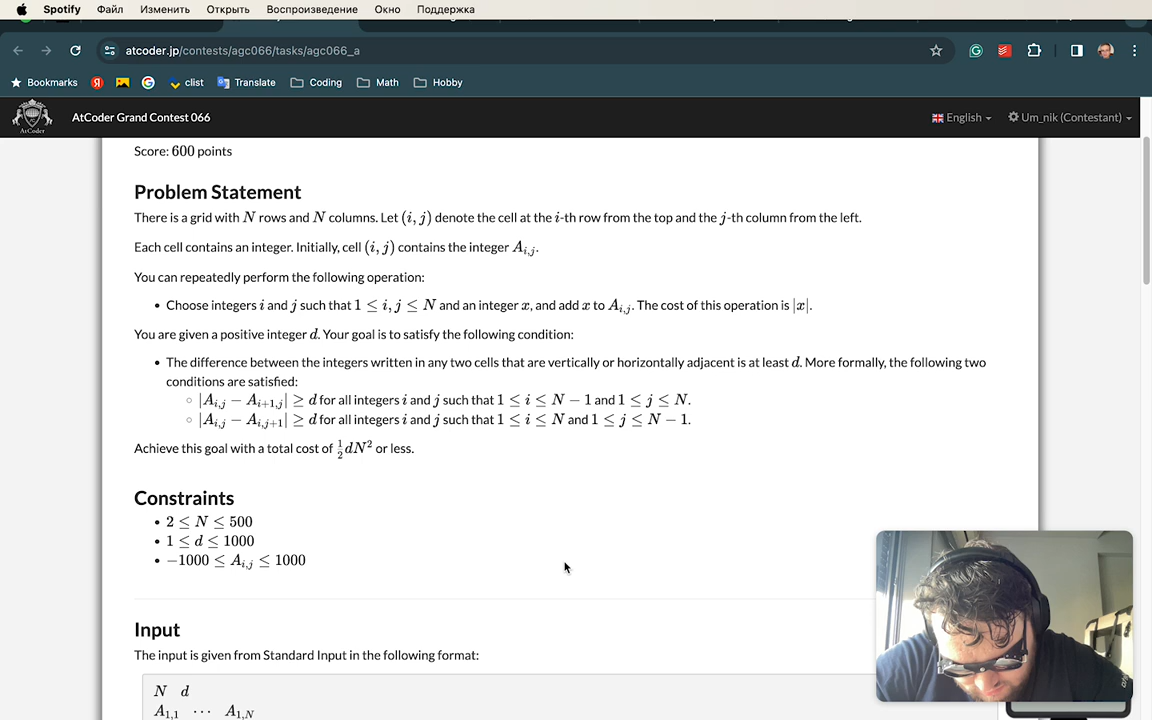 Spotify Файл Изменить Открыть Воспроизведение Окно Поддержка
atcoder.jp/contests/agc066/tasks/agc066_a
Bookmarks Я G clist Translate Coding Math Hobby
AtCoder AtCoder Grand Contest 066 English Um_nik (Contestant)
Score: 600 points
Problem Statement
There is a grid with N rows and N columns. Let (i, j) denote the cell at the i-th row from the top and the j-th column from the left.
Each cell contains an integer. Initially, cell (i, j) contains the integer A_{i,j}.
You can repeatedly perform the following operation:
• Choose integers i and j such that 1 ≤ i, j ≤ N and an integer x, and add x to A_{i,j}. The cost of this operation is |x|.
You are given a positive integer d. Your goal is to satisfy the following condition:
• The difference between the integers written in any two cells that are vertically or horizontally adjacent is at least d. More formally, the following two
conditions are satisfied:
◦ |A_{i,j} − A_{i+1,j}| ≥ d for all integers i and j such that 1 ≤ i ≤ N − 1 and 1 ≤ j ≤ N.
◦ |A_{i,j} − A_{i,j+1}| ≥ d for all integers i and j such that 1 ≤ i ≤ N and 1 ≤ j ≤ N − 1.
Achieve this goal with a total cost of ½dN² or less.
Constraints
• 2 ≤ N ≤ 500
• 1 ≤ d ≤ 1000
• −1000 ≤ A_{i,j} ≤ 1000
Input
The input is given from Standard Input in the following format:
N d
A_{1,1} ⋯ A_{1,N}